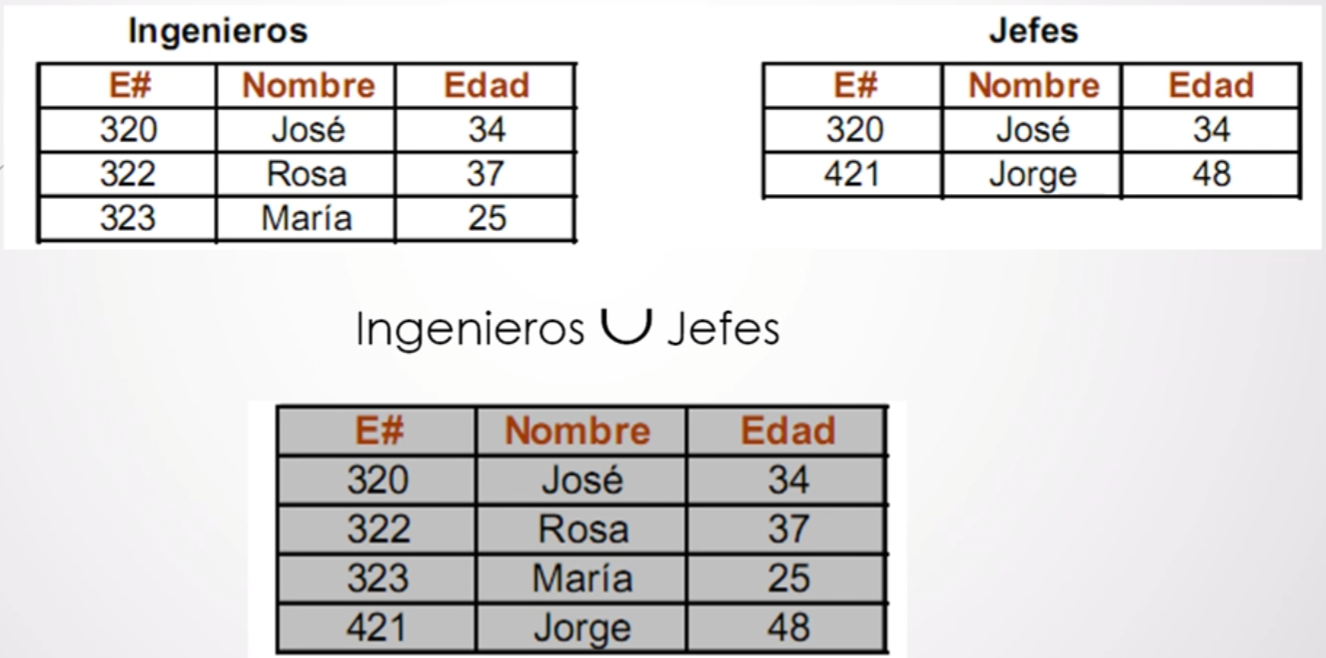 Ingenieros
E# Nombre Edad
320 José 34
322 Rosa 37
323 María 25
Jefes
E# Nombre Edad
320 José 34
421 Jorge 48
Ingenieros ∪ Jefes
E# Nombre Edad
320 José 34
322 Rosa 37
323 María 25
421 Jorge 48